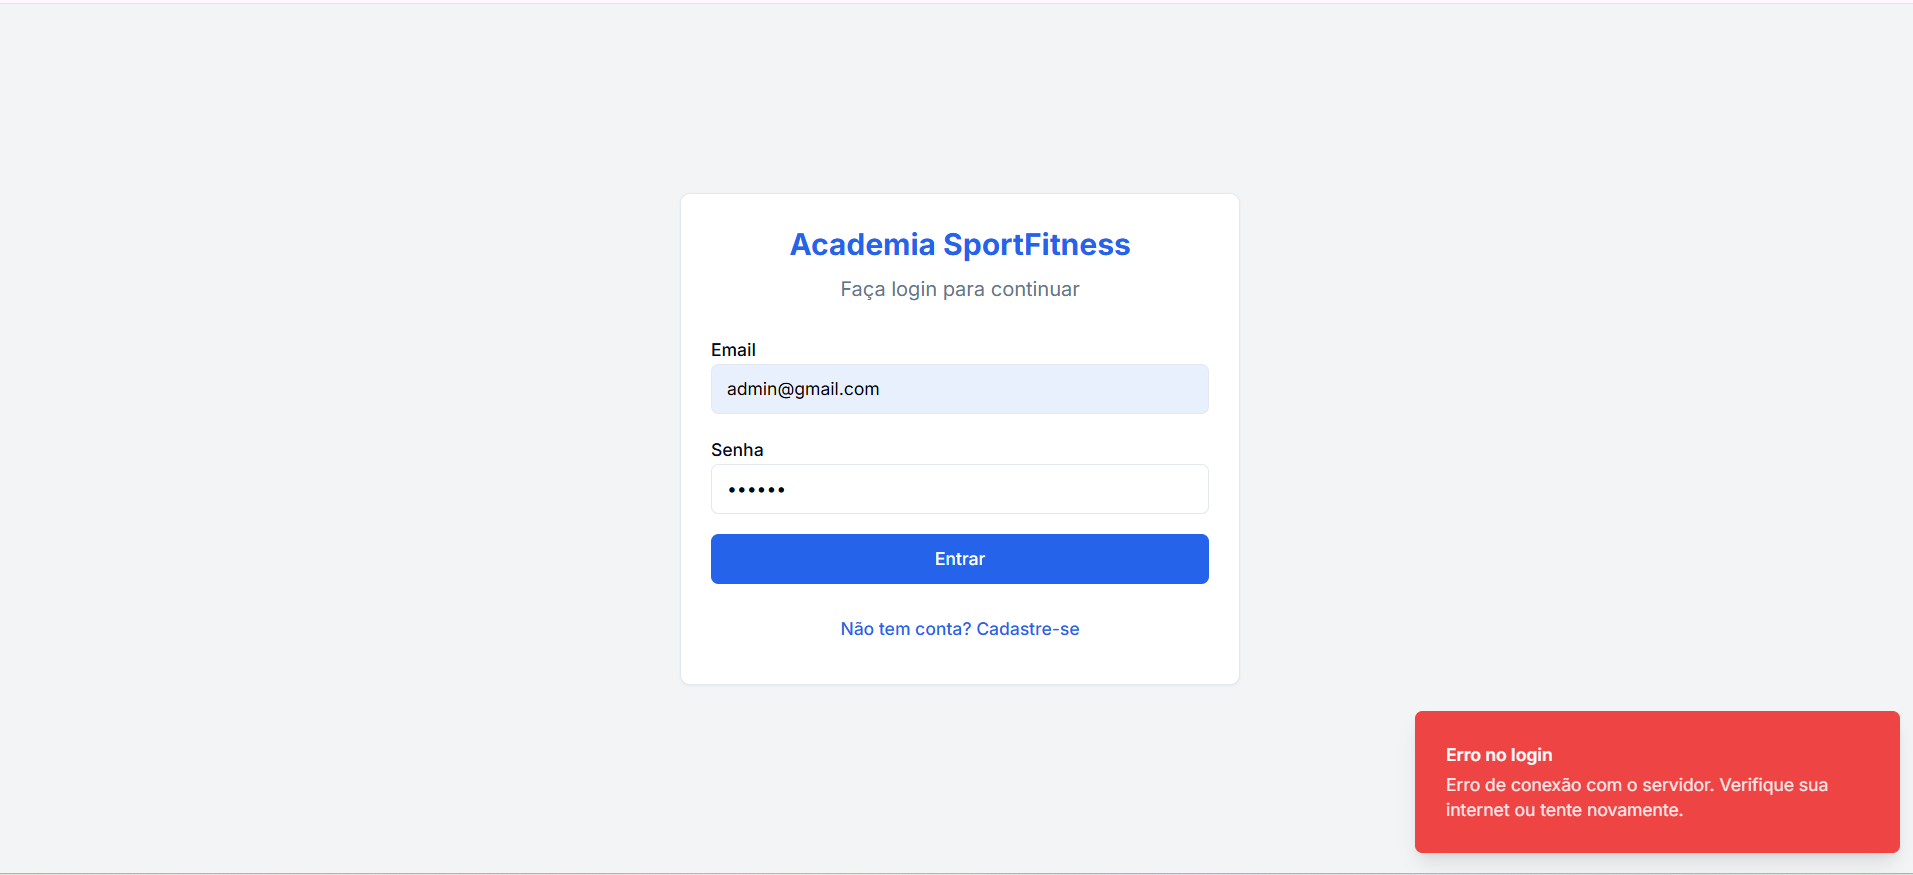 Academia SportFitness
Faça login para continuar
Email
admin@gmail.com
Senha
••••••
Entrar
Não tem conta? Cadastre-se
Erro no login
Erro de conexão com o servidor. Verifique sua
internet ou tente novamente.